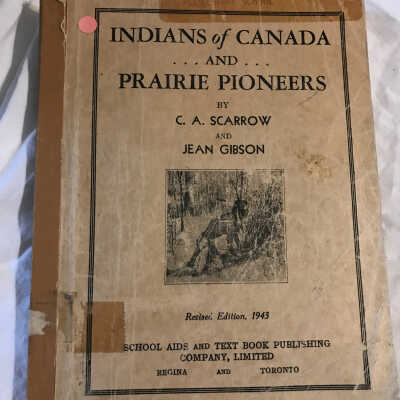 INDIANS of CANADA
... AND ...
PRAIRIE PIONEERS
BY
C. A. SCARROW
AND
JEAN GIBSON
Revised Edition, 1943
SCHOOL AIDS AND TEXT BOOK PUBLISHING
COMPANY, LIMITED
REGINA AND TORONTO